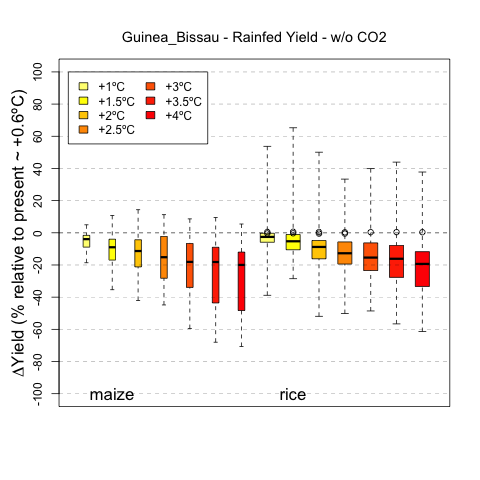 Guinea_Bissau - Rainfed Yield - w/o CO2
ΔYield (% relative to present ~ +0.6ºC)
100
80
60
40
20
0
-20
-40
-60
-80
-100
+1ºC
+1.5ºC
+2ºC
+2.5ºC
+3ºC
+3.5ºC
+4ºC
maize
rice